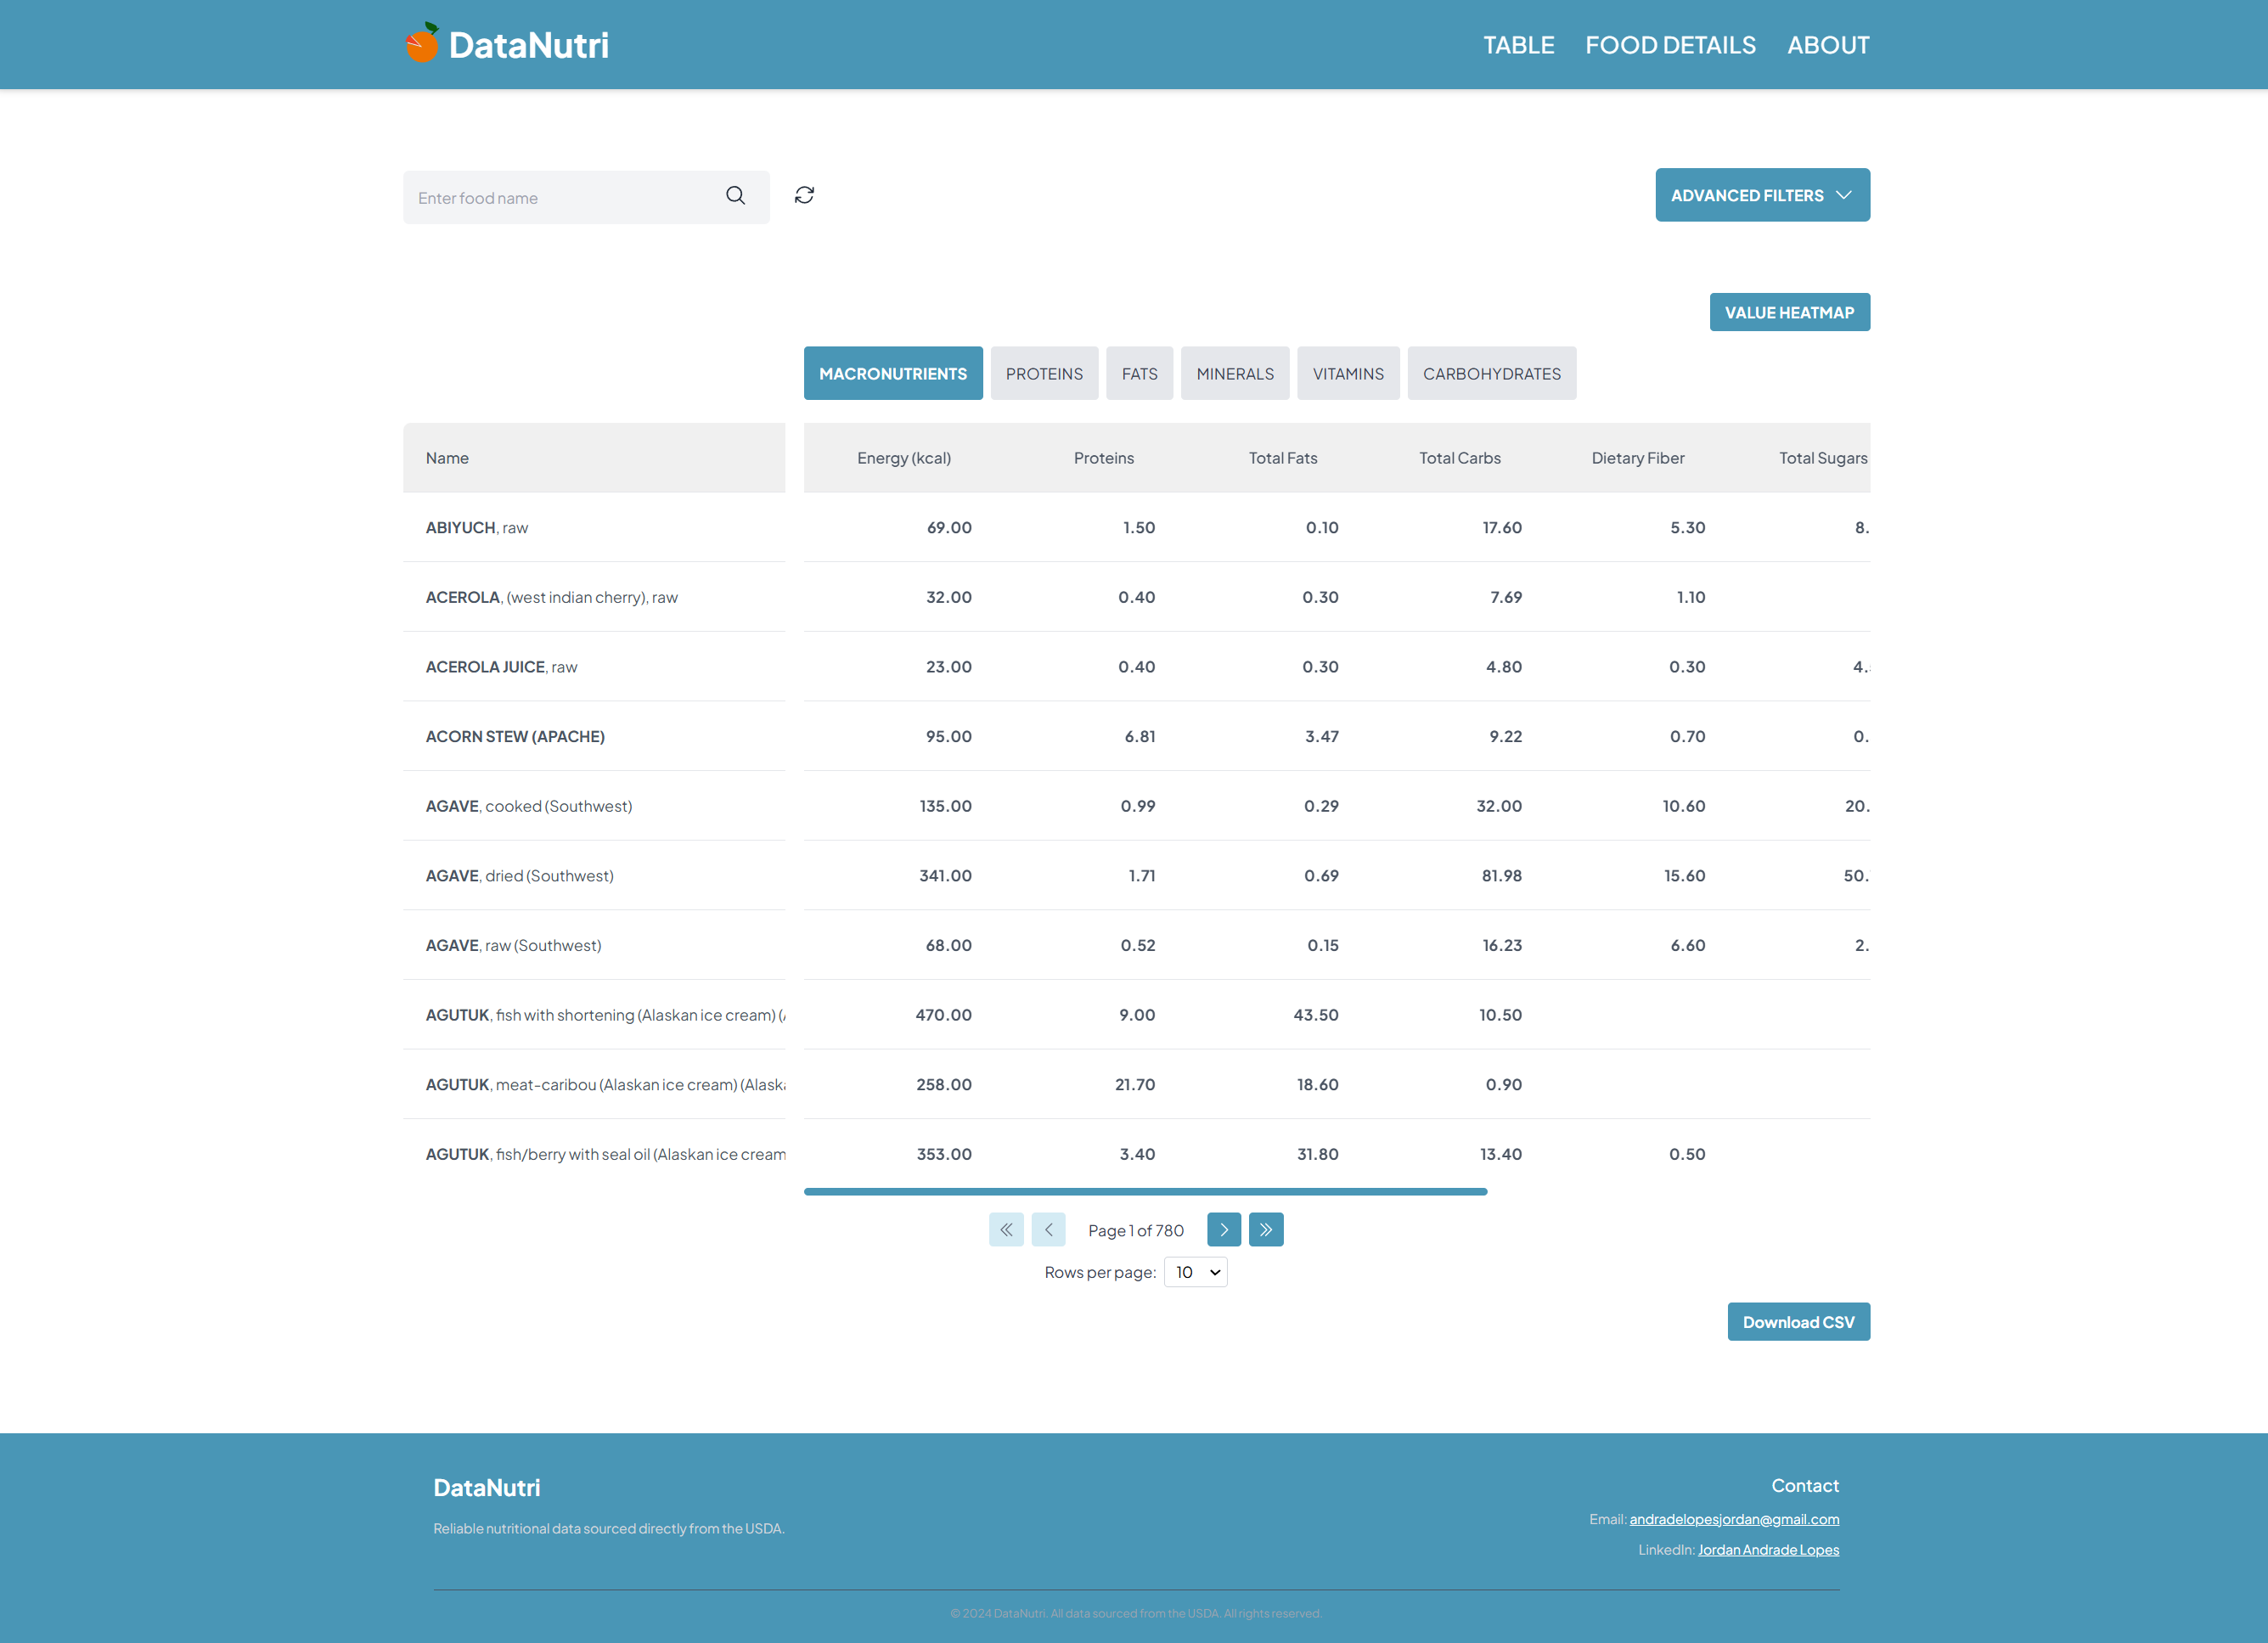 DataNutri
TABLE FOOD DETAILS ABOUT
Enter food name
ADVANCED FILTERS
VALUE HEATMAP
MACRONUTRIENTS PROTEINS FATS MINERALS VITAMINS CARBOHYDRATES
Name Energy (kcal) Proteins Total Fats Total Carbs Dietary Fiber Total Sugars
ABIYUCH, raw 69.00 1.50 0.10 17.60 5.30 8.
ACEROLA, (west indian cherry), raw 32.00 0.40 0.30 7.69 1.10
ACEROLA JUICE, raw 23.00 0.40 0.30 4.80 0.30 4.
ACORN STEW (APACHE) 95.00 6.81 3.47 9.22 0.70 0.
AGAVE, cooked (Southwest) 135.00 0.99 0.29 32.00 10.60 20.
AGAVE, dried (Southwest) 341.00 1.71 0.69 81.98 15.60 50.
AGAVE, raw (Southwest) 68.00 0.52 0.15 16.23 6.60 2.
AGUTUK, fish with shortening (Alaskan ice cream) ( 470.00 9.00 43.50 10.50
AGUTUK, meat-caribou (Alaskan ice cream) (Alask 258.00 21.70 18.60 0.90
AGUTUK, fish/berry with seal oil (Alaskan ice cream 353.00 3.40 31.80 13.40 0.50
Page 1 of 780
Rows per page: 10
Download CSV
DataNutri
Reliable nutritional data sourced directly from the USDA.
Contact
Email: andradelopesjordan@gmail.com
LinkedIn: Jordan Andrade Lopes
© 2024 DataNutri. All data sourced from the USDA. All rights reserved.